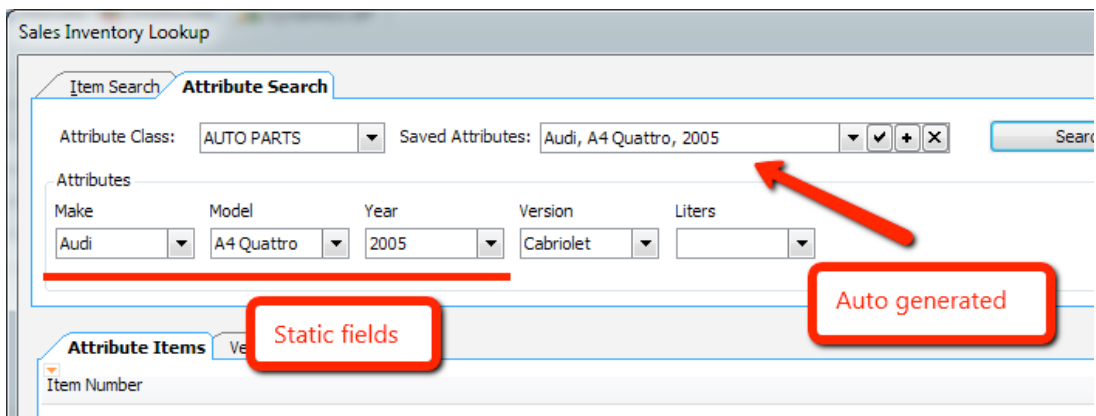 Sales Inventory Lookup
Item Search Attribute Search
Attribute Class: AUTO PARTS Saved Attributes: Audi, A4 Quattro, 2005
Attributes
Make Model Year Version Liters
Audi A4 Quattro 2005 Cabriolet
Auto generated
Static fields
Attribute Items
Item Number